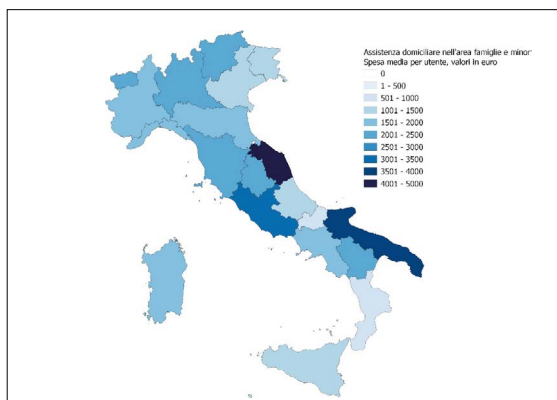 Assistenza domiciliare nell'area famiglie e minor
Spesa media per utente, valori in euro
0
1 - 500
501 - 1000
1001 - 1500
1501 - 2000
2001 - 2500
2501 - 3000
3001 - 3500
3501 - 4000
4001 - 5000